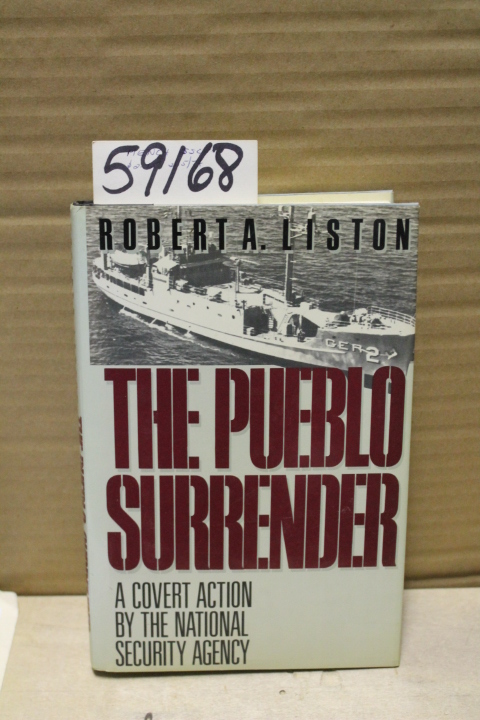 59168
ROBERT A. LISTON
GER 2
THE PUEBLO
SURRENDER
A COVERT ACTION
BY THE NATIONAL
SECURITY AGENCY